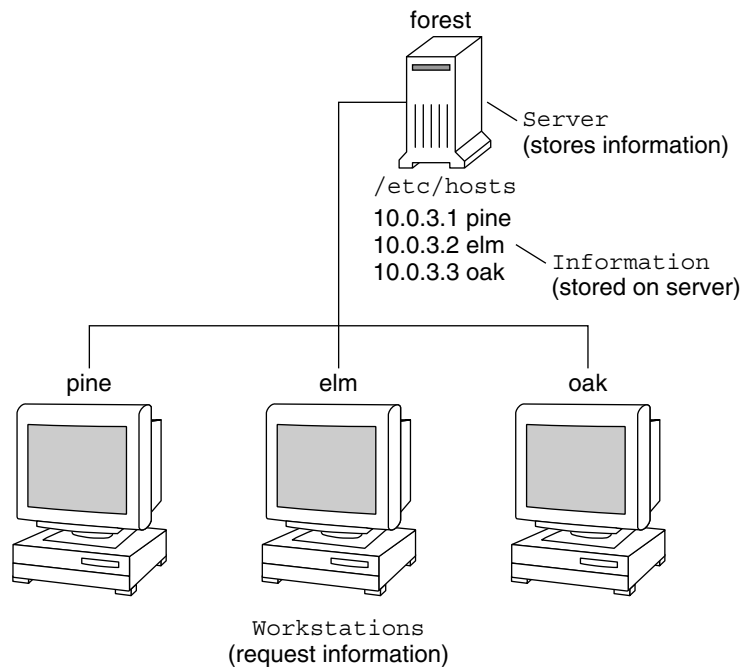 forest
Server
(stores information)
/etc/hosts
10.0.3.1 pine
10.0.3.2 elm
10.0.3.3 oak
Information
(stored on server)
pine
elm
oak
Workstations
(request information)